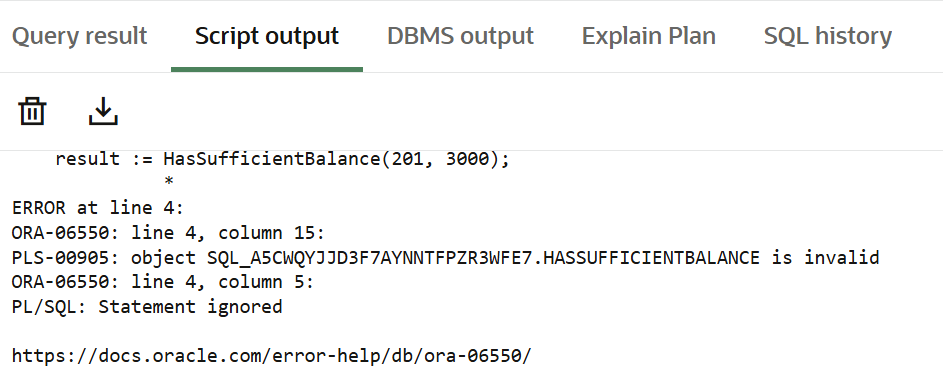 Query result Script output DBMS output Explain Plan SQL history
result := HasSufficientBalance(201, 3000);
*
ERROR at line 4:
ORA-06550: line 4, column 15:
PLS-00905: object SQL_A5CWQYJJD3F7AYNNTFPZR3WFE7.HASSUFFICIENTBALANCE is invalid
ORA-06550: line 4, column 5:
PL/SQL: Statement ignored
https://docs.oracle.com/error-help/db/ora-06550/